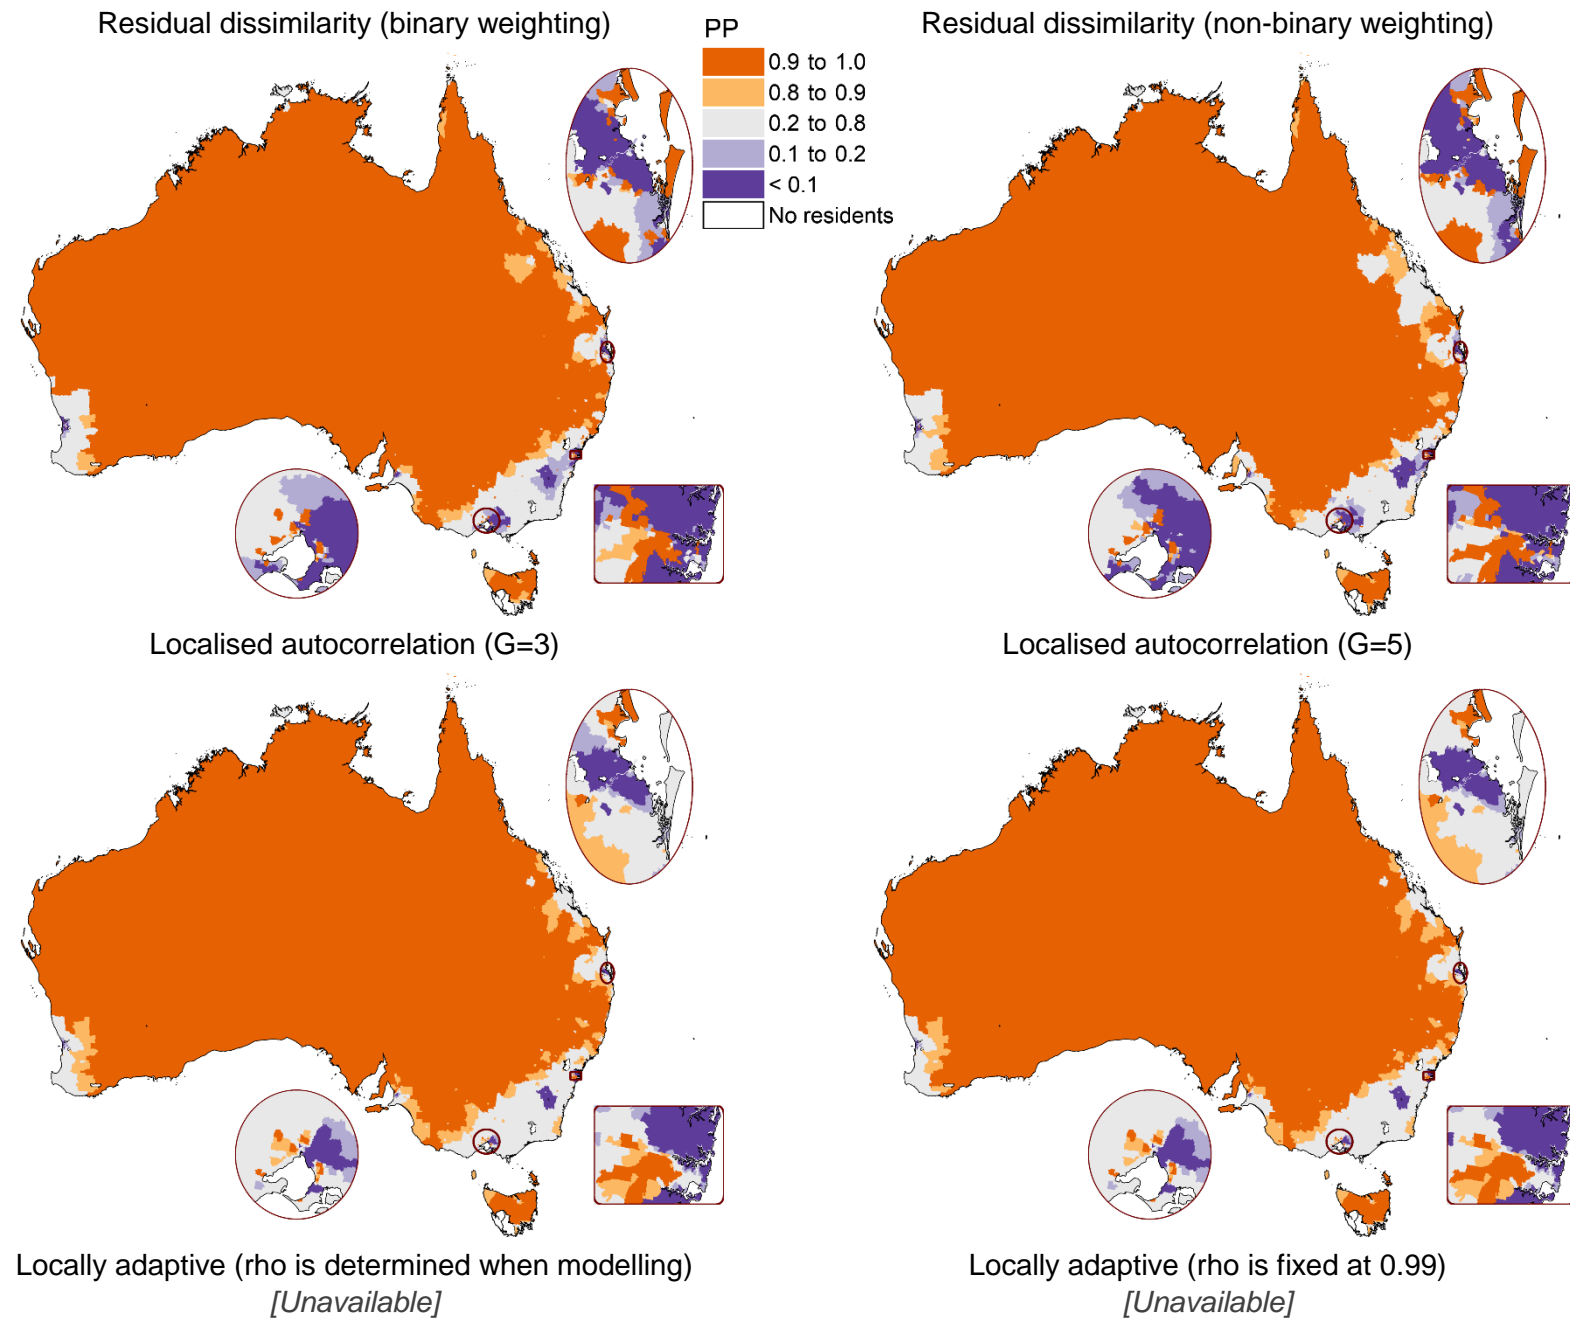 Residual dissimilarity (binary weighting)
PP
Residual dissimilarity (non-binary weighting)
0.9 to 1.0
0.8 to 0.9
0.2 to 0.8
0.1 to 0.2
< 0.1
No residents
Localised autocorrelation (G=3)
Localised autocorrelation (G=5)
Locally adaptive (rho is determined when modelling)
[Unavailable]
Locally adaptive (rho is fixed at 0.99)
[Unavailable]